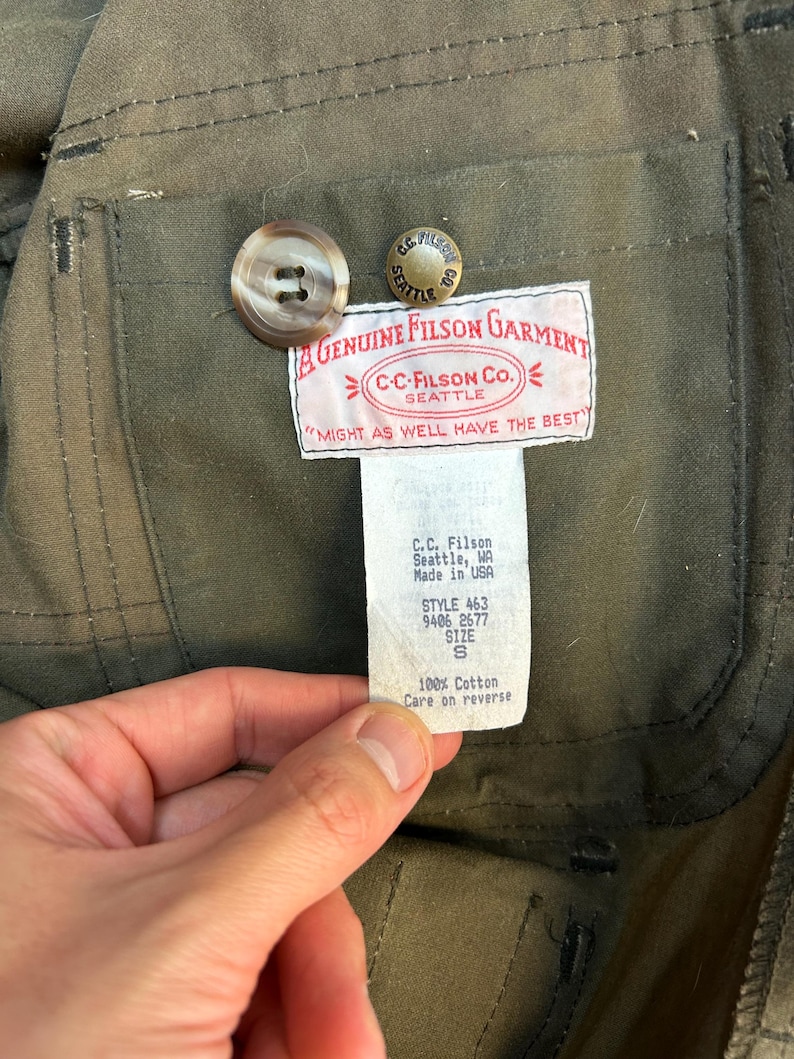 C.C. FILSON CO.
SEATTLE
A GENUINE FILSON GARMENT
C·C·FILSON CO.
SEATTLE
"MIGHT AS WELL HAVE THE BEST"
C.C. Filson
Seattle, WA
Made in USA
STYLE 463
9406 2677
SIZE
S
100% Cotton
Care on reverse